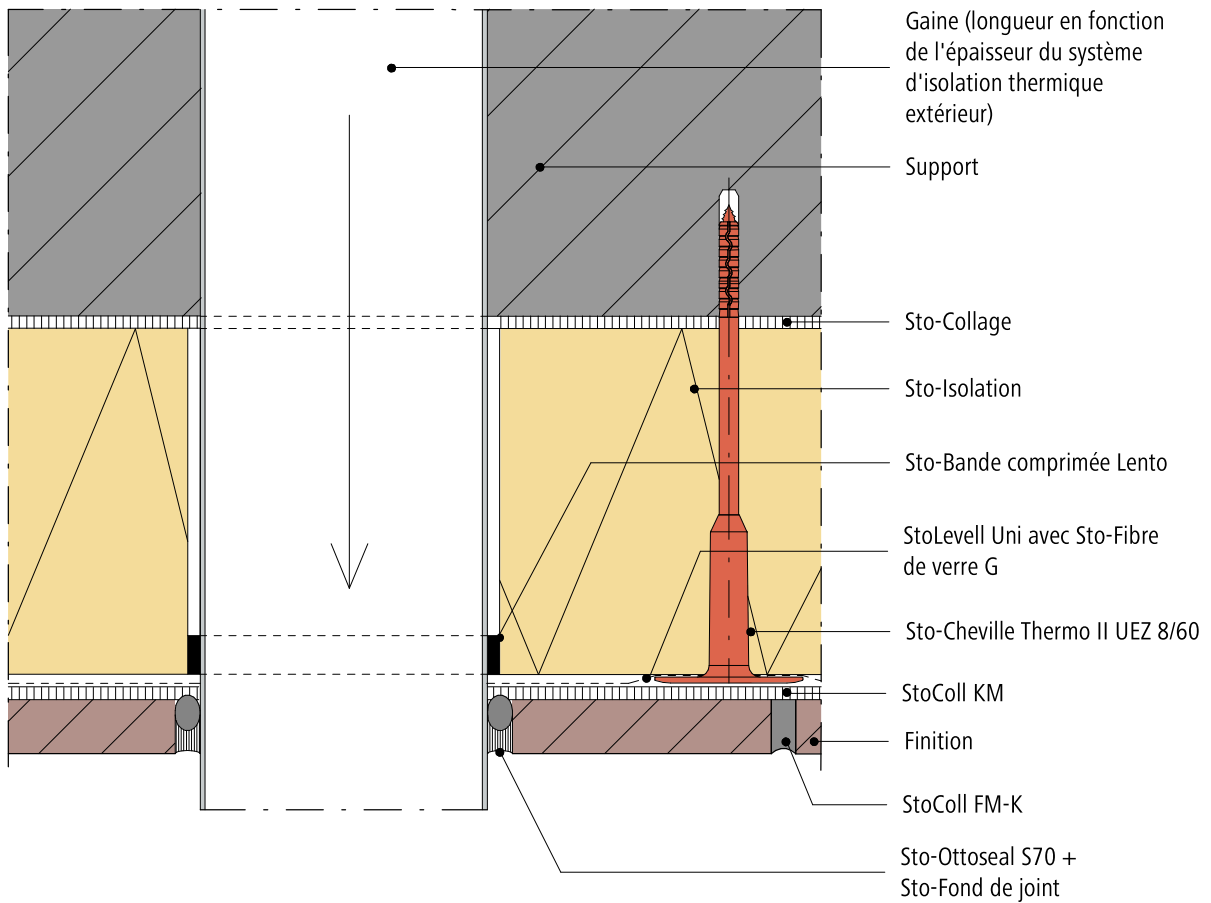 Gaine (longueur en fonction
de l'épaisseur du système
d'isolation thermique
extérieur)
Support
Sto-Collage
Sto-Isolation
Sto-Bande comprimée Lento
StoLevell Uni avec Sto-Fibre
de verre G
Sto-Cheville Thermo II UEZ 8/60
StoColl KM
Finition
StoColl FM-K
Sto-Ottoseal S70 +
Sto-Fond de joint